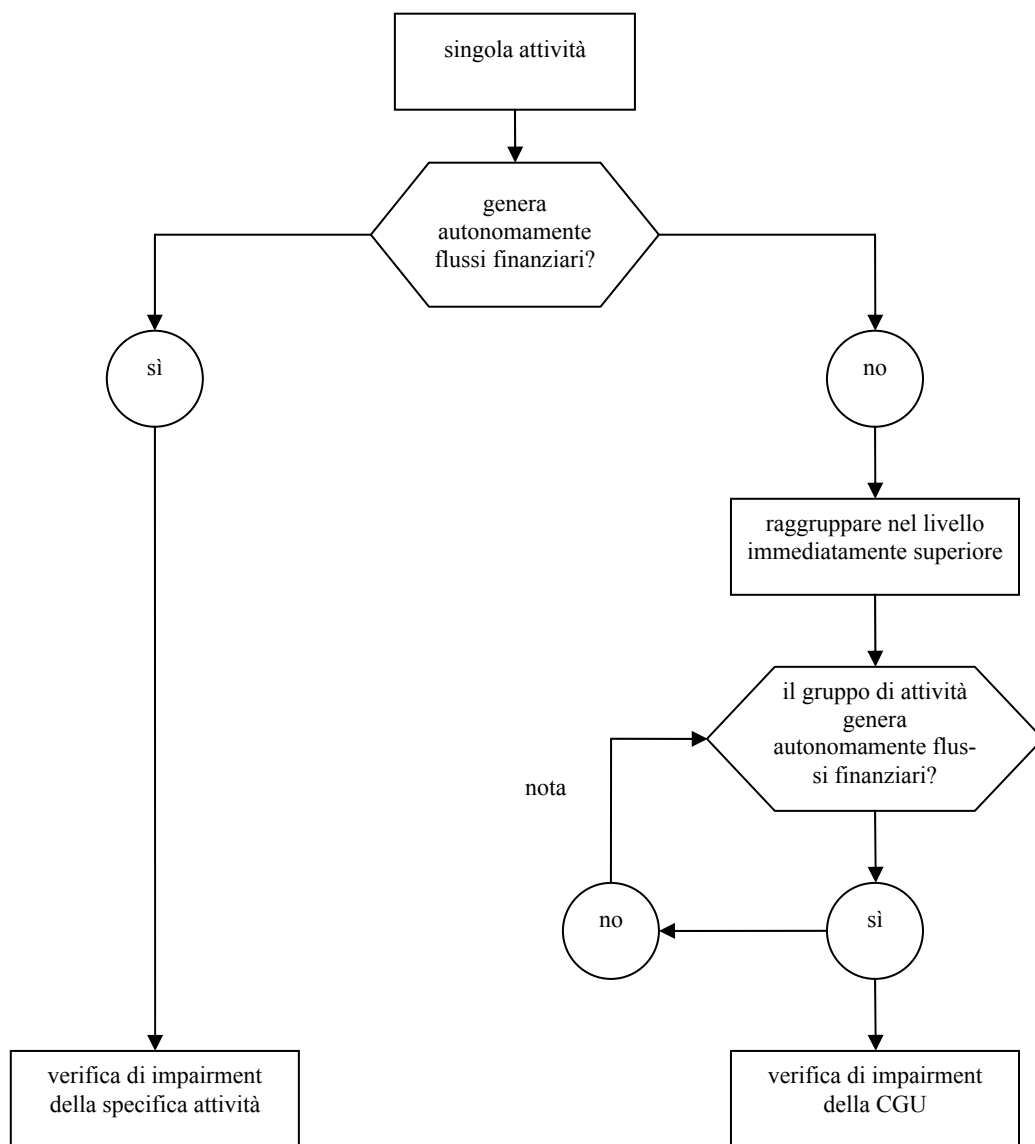 singola attività
genera
autonomamente
flussi finanziari?
sì
no
raggruppare nel livello
immediatamente superiore
il gruppo di attività
genera
autonomamente flus-
si finanziari?
nota
no
sì
verifica di impairment
della specifica attività
verifica di impairment
della CGU